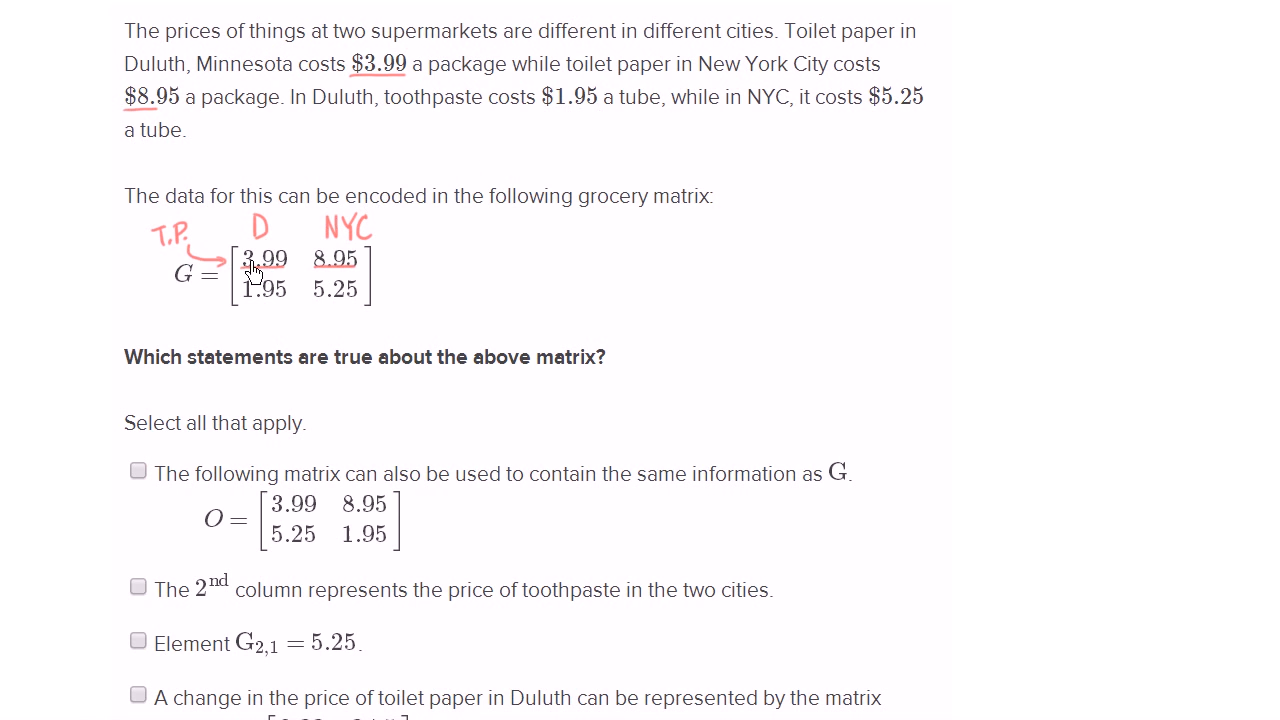 The prices of things at two supermarkets are different in different cities. Toilet paper in
Duluth, Minnesota costs $3.99 a package while toilet paper in New York City costs
$8.95 a package. In Duluth, toothpaste costs $1.95 a tube, while in NYC, it costs $5.25
a tube.
The data for this can be encoded in the following grocery matrix:
T.P. D NYC
G = [3.99 8.95
1.95 5.25]
Which statements are true about the above matrix?
Select all that apply.
The following matrix can also be used to contain the same information as G.
O = [3.99 8.95
5.25 1.95]
The 2nd column represents the price of toothpaste in the two cities.
Element G2,1 = 5.25.
A change in the price of toilet paper in Duluth can be represented by the matrix